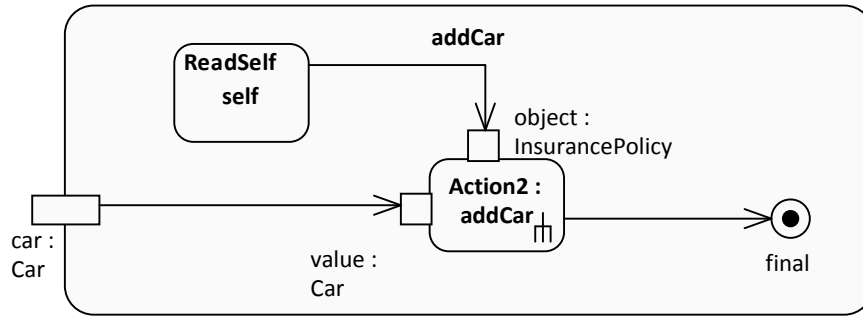 addCar
ReadSelf
self
object :
InsurancePolicy
Action2 :
addCar
car :
Car
value :
Car
final